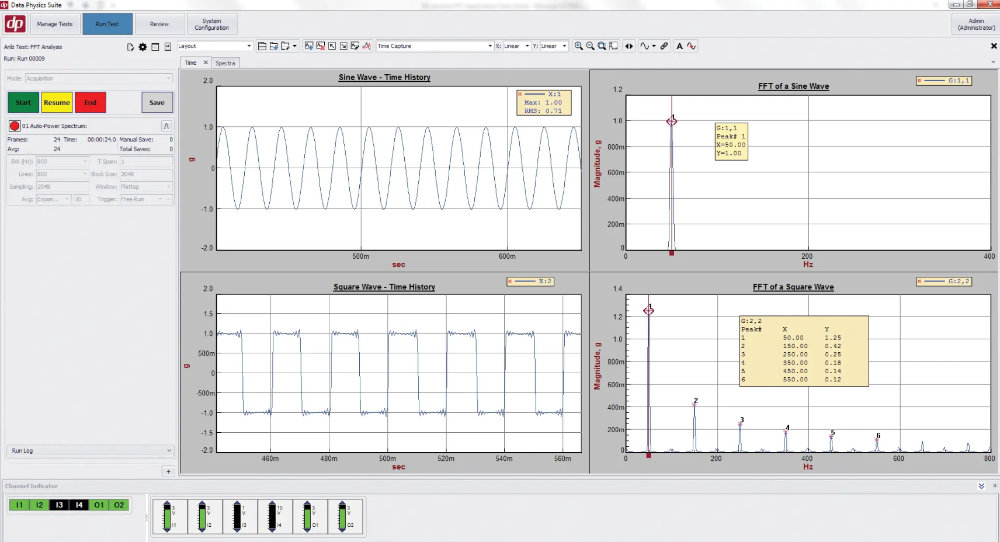 dp Data Physics Suite
dp Manage Tests Run Test Review System Configuration Admin (Administrator)
Anlz Test: FFT Analysis Layout Time Capture X: Linear Y: Linear A
Run: Run 00009
Time Spectra
Mode: Acquisition
Start Resume End Save
01 Auto-Power Spectrum:
Frames: 24 Time: 00:00:24.0 Manual Save: 0
Avg: 24 Total Saves: 0
BW (Hz): 800 T Span: 1
Lines: 800 Block Size: 2048
Sampling: 2048 Window: Flattop
Avg: Expon... 10 Trigger: Free Run ...
Run Log
+
Sine Wave - Time History
X:1
Max: 1.00
RMS: 0.71
2.0
1.0
0
-1.0
-2.0
g
500m 600m
sec
FFT of a Sine Wave
G:1,1
1
G:1,1
Peak# 1
X=50.00
Y=1.00
1.2
1.0
800m
600m
400m
200m
0
Magnitude, g
0 200 400
Hz
Square Wave - Time History
X:2
2.0
1.5
1.0
500m
0
-500m
-1.0
-1.5
-2.0
g
460m 480m 500m 520m 540m 560m
sec
FFT of a Square Wave
G:2,2
G:2,2
Peak# X Y
1 50.00 1.25
2 150.00 0.42
3 250.00 0.25
4 350.00 0.18
5 450.00 0.14
6 550.00 0.12
1 2 3 4 5 6
1.4
1.2
1.0
800m
600m
400m
200m
0
Magnitude, g
0 200 400 600 800
Hz
Channel Indicator
I1 I2 I3 I4 O1 O2
3 V I1
3 V I2
1 V I3
10 V I4
3 V O1
3 V O2